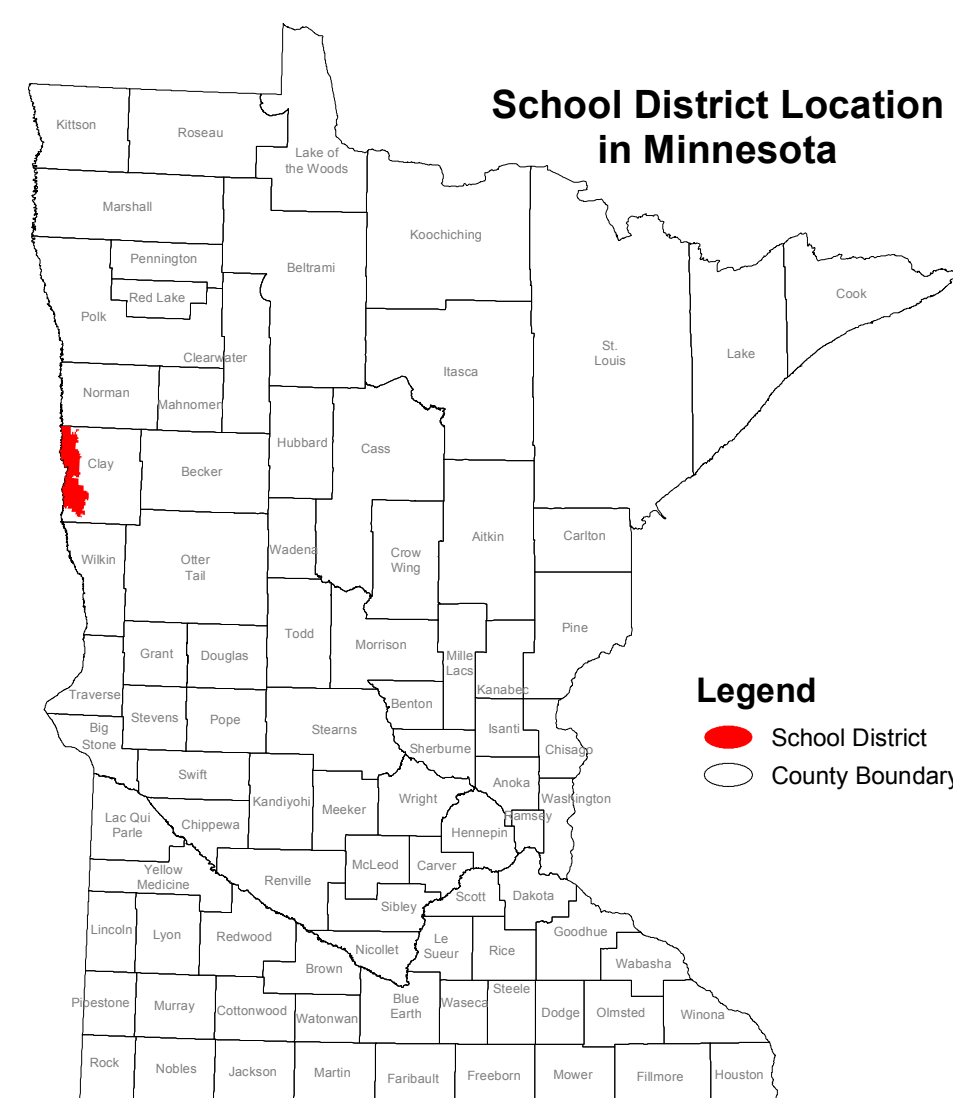 School District Location
in Minnesota
Kittson
Roseau
Lake of
the Woods
Marshall
Koochiching
Pennington
Beltrami
Red Lake
Cook
Polk
St.
Louis
Lake
Clearwater
Itasca
Norman
Mahnomen
Hubbard
Cass
Clay
Becker
Aitkin
Carlton
Wadena
Crow
Wing
Wilkin
Otter
Tail
Pine
Todd
Morrison
Grant
Douglas
Mille
Lacs
Kanabec
Traverse
Benton
Stevens
Pope
Stearns
Isanti
Big
Stone
Sherburne
Chisago
Legend
School District
County Boundary
Swift
Anoka
Kandiyohi
Meeker
Wright
Washington
Ramsey
Lac Qui
Parle
Chippewa
Hennepin
McLeod
Carver
Yellow
Medicine
Renville
Scott
Dakota
Sibley
Lincoln
Lyon
Redwood
Nicollet
Le
Sueur
Rice
Goodhue
Brown
Wabasha
Pipestone
Murray
Cottonwood
Watonwan
Blue
Earth
Waseca
Steele
Dodge
Olmsted
Winona
Rock
Nobles
Jackson
Martin
Faribault
Freeborn
Mower
Fillmore
Houston